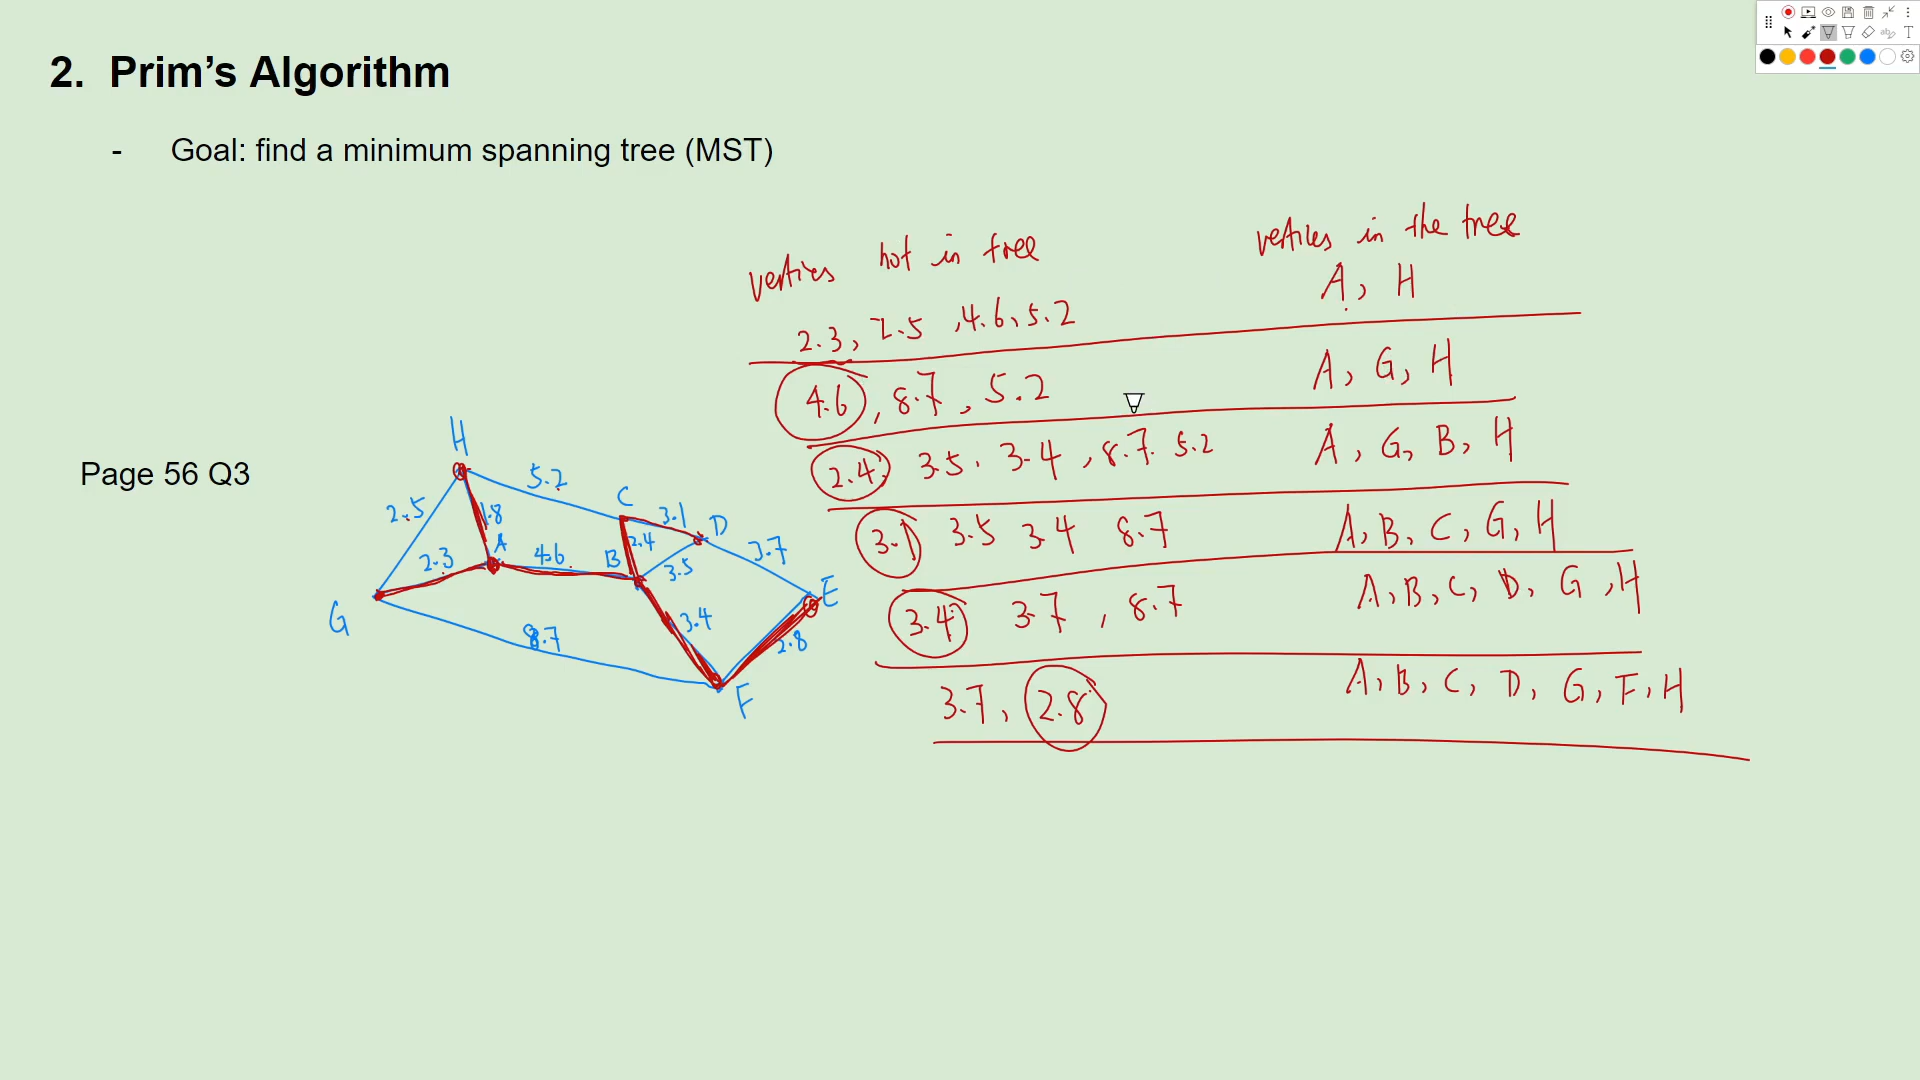 2. Prim’s Algorithm
- Goal: find a minimum spanning tree (MST)
vertices not in tree
vertices in the tree
2.3, 2.5, 4.6, 5.2
A, H
4.6, 8.7, 5.2
A, G, H
2.4, 3.5, 3.4, 8.7, 5.2
A, G, B, H
3.1 3.5 3.4 8.7
A, B, C, G, H
3.4 3.7, 8.7
A, B, C, D, G, H
3.7, 2.8
A, B, C, D, G, F, H
Page 56 Q3
H
5.2
C
2.5
1.8
3.1
D
A
2.4
3.7
2.3
4.6
B
3.5
E
G
3.4
8.7
2.8
F
ab
T